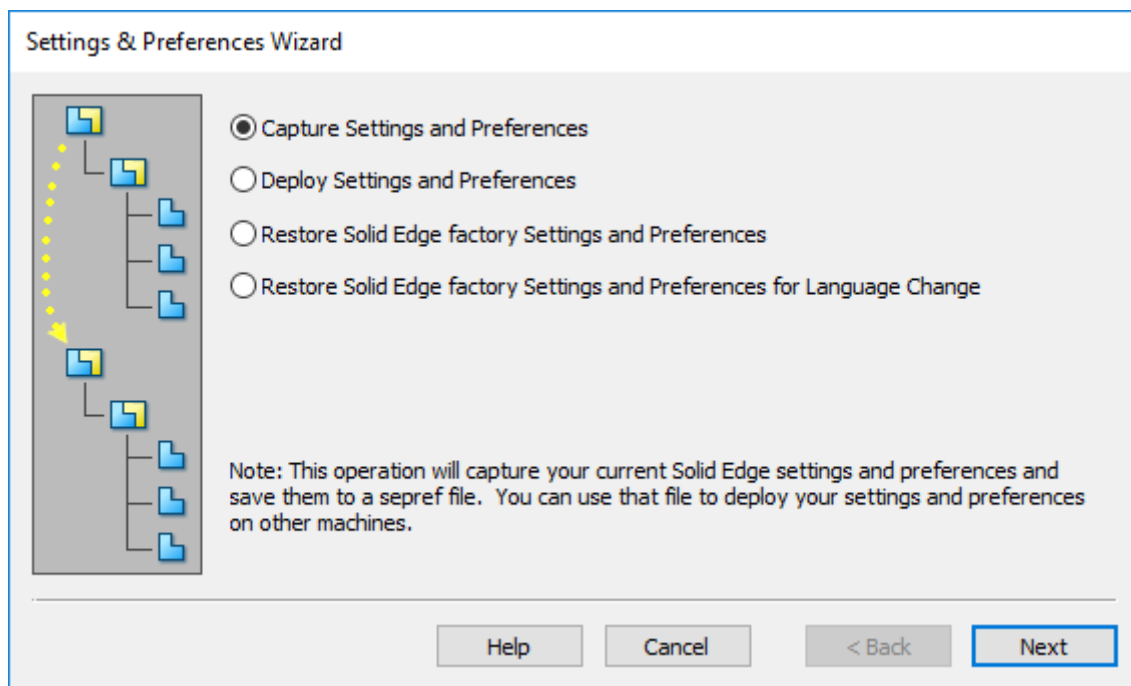 Settings & Preferences Wizard
Capture Settings and Preferences
Deploy Settings and Preferences
Restore Solid Edge factory Settings and Preferences
Restore Solid Edge factory Settings and Preferences for Language Change
Note: This operation will capture your current Solid Edge settings and preferences and
save them to a sepref file.  You can use that file to deploy your settings and preferences
on other machines.
Help
Cancel
< Back
Next